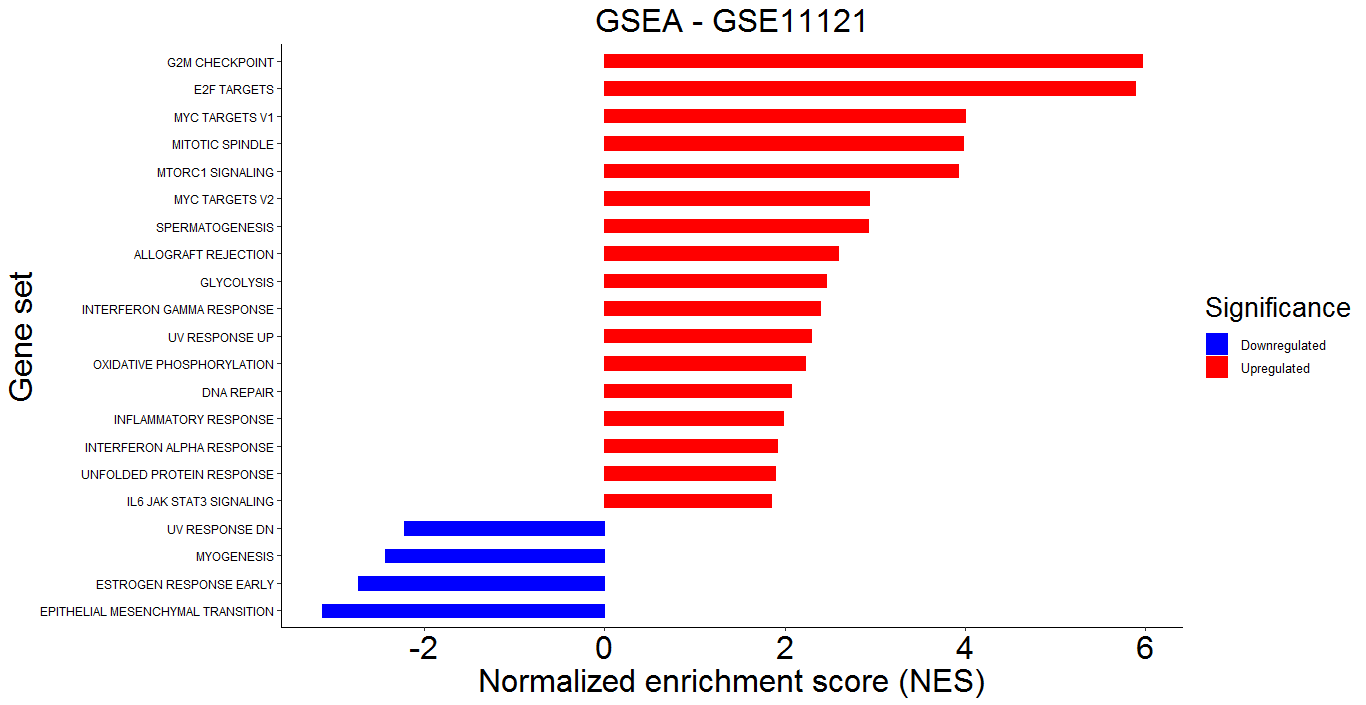 GSEA - GSE11121
Gene set
G2M CHECKPOINT
E2F TARGETS
MYC TARGETS V1
MITOTIC SPINDLE
MTORC1 SIGNALING
MYC TARGETS V2
SPERMATOGENESIS
ALLOGRAFT REJECTION
GLYCOLYSIS
INTERFERON GAMMA RESPONSE
UV RESPONSE UP
OXIDATIVE PHOSPHORYLATION
DNA REPAIR
INFLAMMATORY RESPONSE
INTERFERON ALPHA RESPONSE
UNFOLDED PROTEIN RESPONSE
IL6 JAK STAT3 SIGNALING
UV RESPONSE DN
MYOGENESIS
ESTROGEN RESPONSE EARLY
EPITHELIAL MESENCHYMAL TRANSITION
-2 0 2 4 6
Normalized enrichment score (NES)
Significance
Downregulated
Upregulated